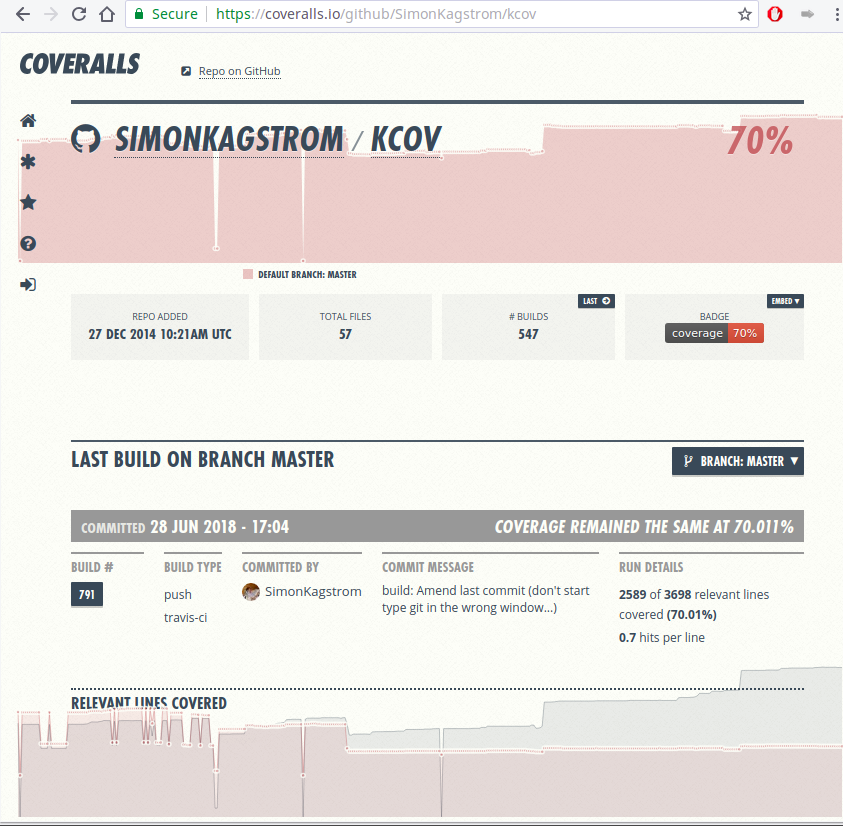 Secure https://coveralls.io/github/SimonKagstrom/kcov
COVERALLS
Repo on GitHub
SIMONKAGSTROM / KCOV 70%
DEFAULT BRANCH: MASTER
REPO ADDED
27 DEC 2014 10:21AM UTC
TOTAL FILES
57
LAST
# BUILDS
547
EMBED ▼
BADGE
coverage 70%
LAST BUILD ON BRANCH MASTER
BRANCH: MASTER ▼
COMMITTED 28 JUN 2018 - 17:04
COVERAGE REMAINED THE SAME AT 70.011%
BUILD #
791
BUILD TYPE
push
travis-ci
COMMITTED BY
SimonKagstrom
COMMIT MESSAGE
build: Amend last commit (don't start
type git in the wrong window...)
RUN DETAILS
2589 of 3698 relevant lines
covered (70.01%)
0.7 hits per line
RELEVANT LINES COVERED